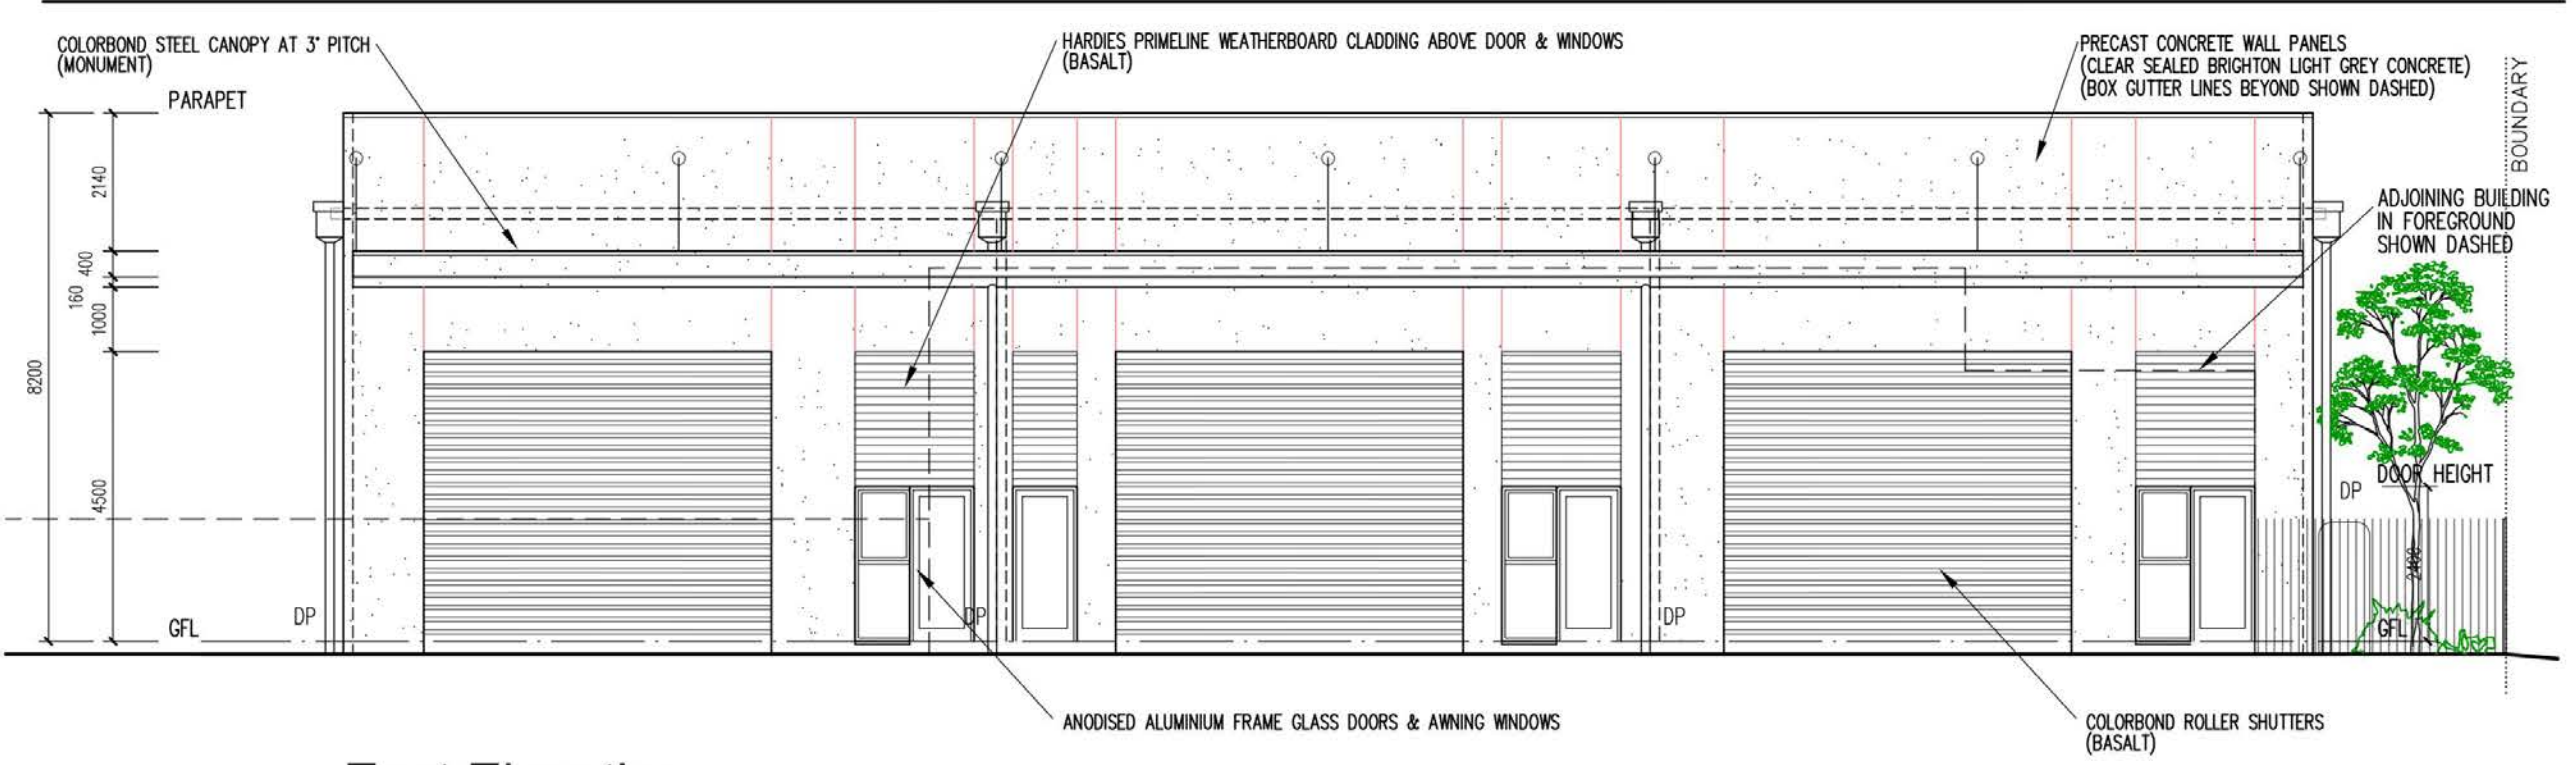 COLORBOND STEEL CANOPY AT 3° PITCH
(MONUMENT)
HARDIES PRIMELINE WEATHERBOARD CLADDING ABOVE DOOR & WINDOWS
(BASALT)
PRECAST CONCRETE WALL PANELS
(CLEAR SEALED BRIGHTON LIGHT GREY CONCRETE)
(BOX GUTTER LINES BEYOND SHOWN DASHED)
BOUNDARY
PARAPET
ADJOINING BUILDING
IN FOREGROUND
SHOWN DASHED
2140
400
160
1000
8200
4500
DOOR HEIGHT
DP
2400
DP
DP
DP
GFL
GFL
ANODISED ALUMINIUM FRAME GLASS DOORS & AWNING WINDOWS
COLORBOND ROLLER SHUTTERS
(BASALT)